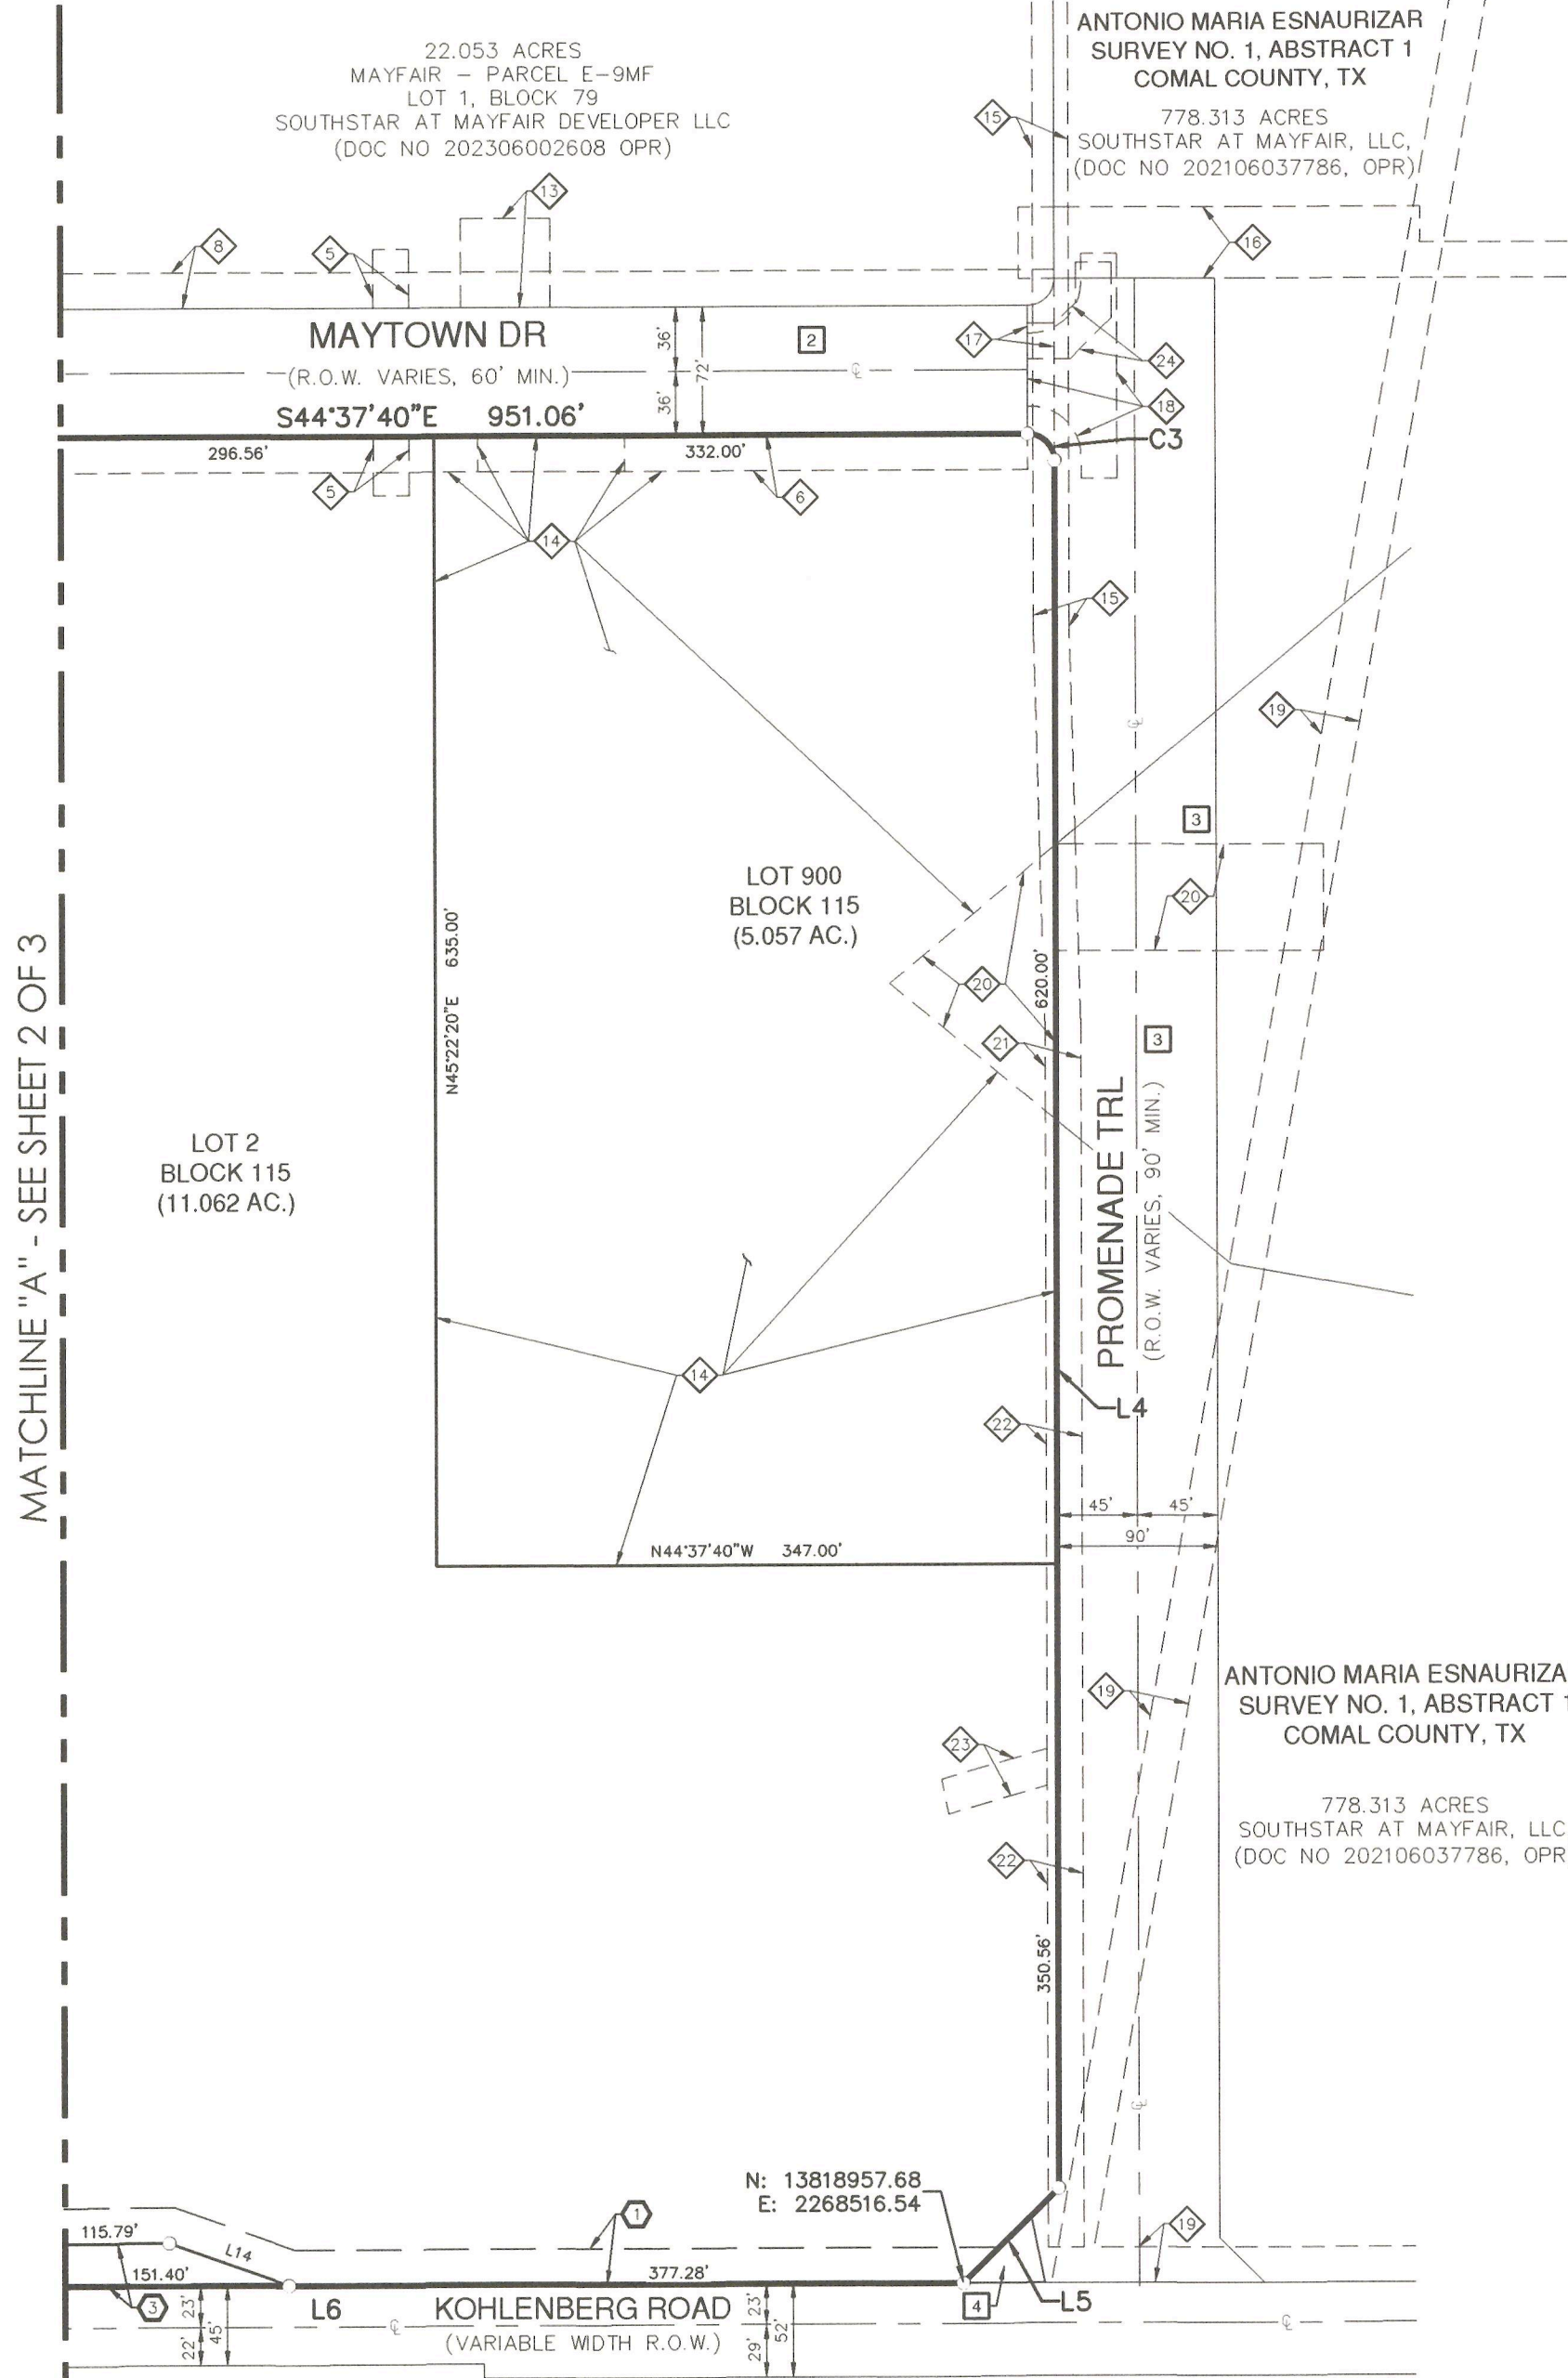 22.053 ACRES
MAYFAIR – PARCEL E-9MF
LOT 1, BLOCK 79
SOUTHSTAR AT MAYFAIR DEVELOPER LLC
(DOC NO 202306002608 OPR)
ANTONIO MARIA ESNAURIZAR
SURVEY NO. 1, ABSTRACT 1
COMAL COUNTY, TX
778.313 ACRES
SOUTHSTAR AT MAYFAIR, LLC,
(DOC NO 202106037786, OPR)
15
13
8
5
16
MAYTOWN DR
(R.O.W. VARIES, 60' MIN.)
S44°37'40"E 951.06'
36'
36'
72'
2
℄
17
24
18
C3
296.56'
332.00'
5
6
14
15
19
℄
3
LOT 900
BLOCK 115
(5.057 AC.)
20
20
620.00'
21
3
N45°22'20"E 635.00'
MATCHLINE "A" - SEE SHEET 2 OF 3
LOT 2
BLOCK 115
(11.062 AC.)
PROMENADE TRL
(R.O.W. VARIES, 90' MIN.)
14
L4
22
45'
45'
90'
N44°37'40"W 347.00'
19
ANTONIO MARIA ESNAURIZA
SURVEY NO. 1, ABSTRACT 1
COMAL COUNTY, TX
23
778.313 ACRES
SOUTHSTAR AT MAYFAIR, LLC
(DOC NO 202106037786, OPR
22
350.56'
℄
N: 13818957.68
E: 2268516.54
1
19
115.79'
L14
151.40'
377.28'
3
23'
22'
45'
L6
℄
KOHLENBERG ROAD
(VARIABLE WIDTH R.O.W.)
23'
29'
52'
4
L5
℄